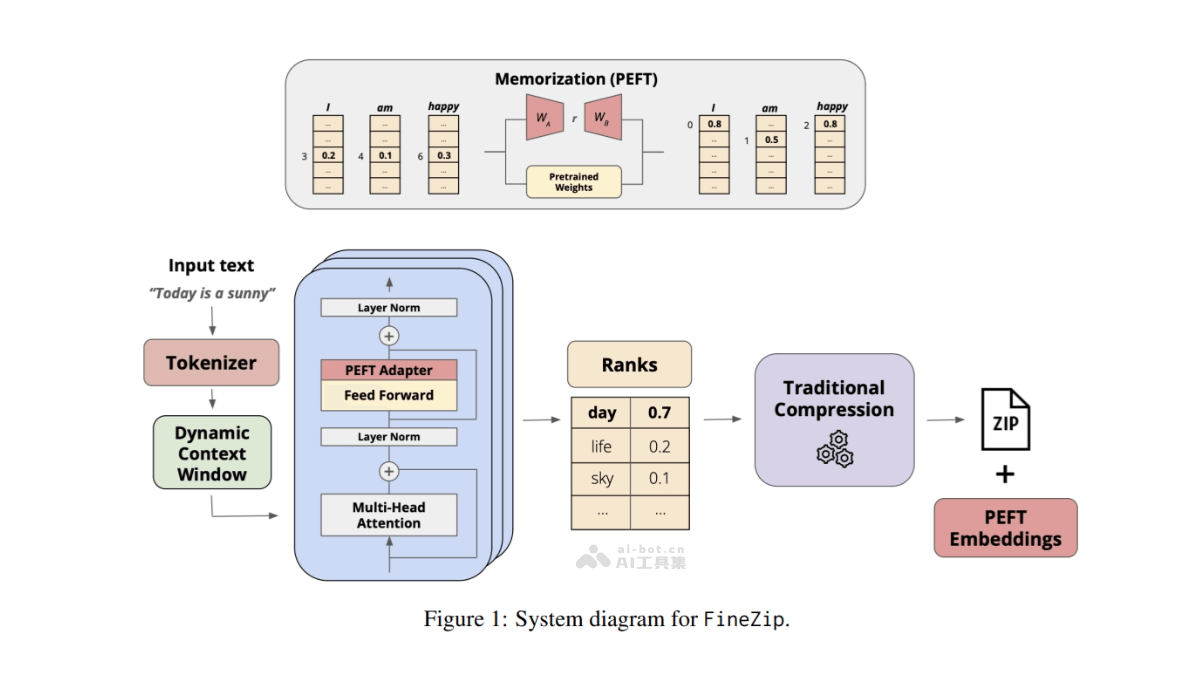 Memorization (PEFT)
I am happy
... ... ...
... ... ...
3 0.2 4 0.1 6 0.3
... ... ...
... ... ...
W_A r W_B
Pretrained
Weights
I am happy
0 0.8 ... 2 0.8
... 1 0.5 ...
... ... ...
... ... ...
... ... ...
Input text
“Today is a sunny”
Tokenizer
Dynamic
Context
Window
Layer Norm
+
PEFT Adapter
Feed Forward
Layer Norm
+
Multi-Head
Attention
Ranks
day 0.7
life 0.2
sky 0.1
... ...
Traditional
Compression
ZIP
+
PEFT
Embeddings
ai-bot.cn
AI工具集
Figure 1: System diagram for FineZip.